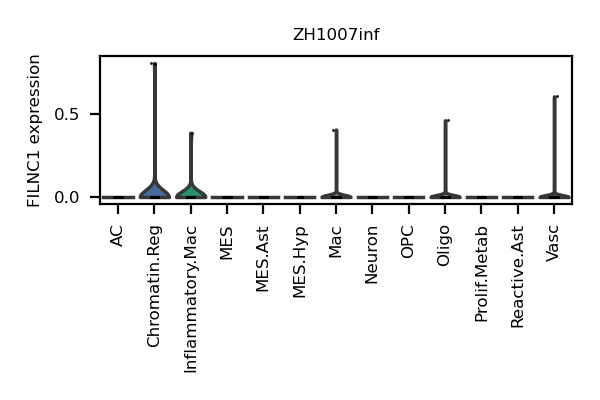 ZH1007inf
FILNC1 expression
0.5
0.0
AC
Chromatin.Reg
Inflammatory.Mac
MES
MES.Ast
MES.Hyp
Mac
Neuron
OPC
Oligo
Prolif.Metab
Reactive.Ast
Vasc